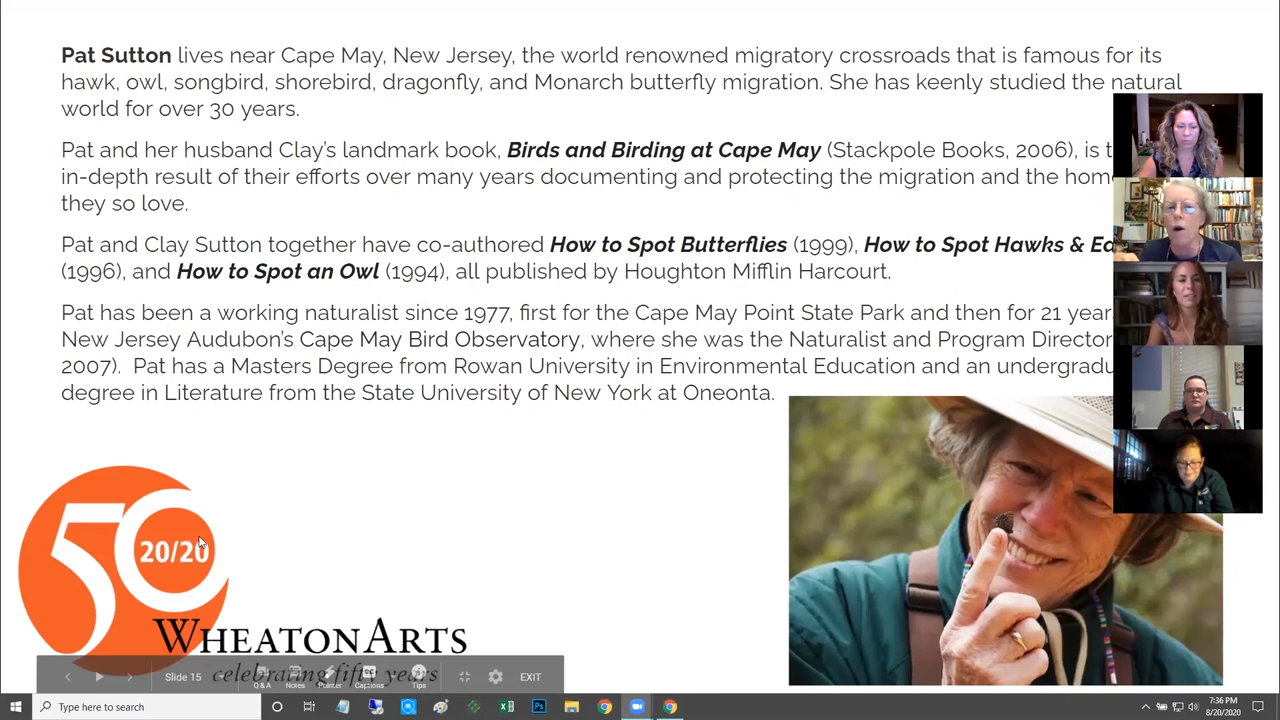 Pat Sutton lives near Cape May, New Jersey, the world renowned migratory crossroads that is famous for its
hawk, owl, songbird, shorebird, dragonfly, and Monarch butterfly migration. She has keenly studied the natural
world for over 30 years.
Pat and her husband Clay's landmark book, Birds and Birding at Cape May (Stackpole Books, 2006), is
in-depth result of their efforts over many years documenting and protecting the migration and the
they so love.
Pat and Clay Sutton together have co-authored How to Spot Butterflies (1999), How to Spot Hawks &
(1996), and How to Spot an Owl (1994), all published by Houghton Mifflin Harcourt.
Pat has been a working naturalist since 1977, first for the Cape May Point State Park and then for 21
New Jersey Audubon's Cape May Bird Observatory, where she was the Naturalist and Program Director
2007). Pat has a Masters Degree from Rowan University in Environmental Education and an
degree in Literature from the State University of New York at Oneonta.
50
20/20
WHEATONARTS
celebrating fifty years
Slide 15
Q&A
Notes
Pointer
Captions
Tips
EXIT
Type here to search
7:36 PM
8/20/2020